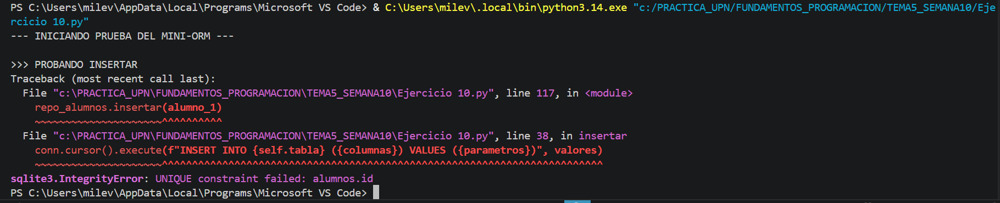 PS C:\Users\milev\AppData\Local\Programs\Microsoft VS Code> & C:\Users\milev\.local\bin\python3.14.exe "c:/PRACTICA_UPN/FUNDAMENTOS_PROGRAMACION/TEMA5_SEMANA10/Eje
rcicio 10.py"
--- INICIANDO PRUEBA DEL MINI-ORM ---
>>> PROBANDO INSERTAR
Traceback (most recent call last):
  File "c:\PRACTICA_UPN\FUNDAMENTOS_PROGRAMACION\TEMA5_SEMANA10\Ejercicio 10.py", line 117, in <module>
    repo_alumnos.insertar(alumno_1)
    ~~~~~~~~~~~~~~~~~~~~~^^^^^^^^^^
  File "c:\PRACTICA_UPN\FUNDAMENTOS_PROGRAMACION\TEMA5_SEMANA10\Ejercicio 10.py", line 38, in insertar
    conn.cursor().execute(f"INSERT INTO {self.tabla} ({columnas}) VALUES ({parametros})", valores)
    ~~~~~~~~~~~~~~~~~~~~~^^^^^^^^^^^^^^^^^^^^^^^^^^^^^^^^^^^^^^^^^^^^^^^^^^^^^^^^^^^^^^^^^^^^^^^^^
sqlite3.IntegrityError: UNIQUE constraint failed: alumnos.id
PS C:\Users\milev\AppData\Local\Programs\Microsoft VS Code>